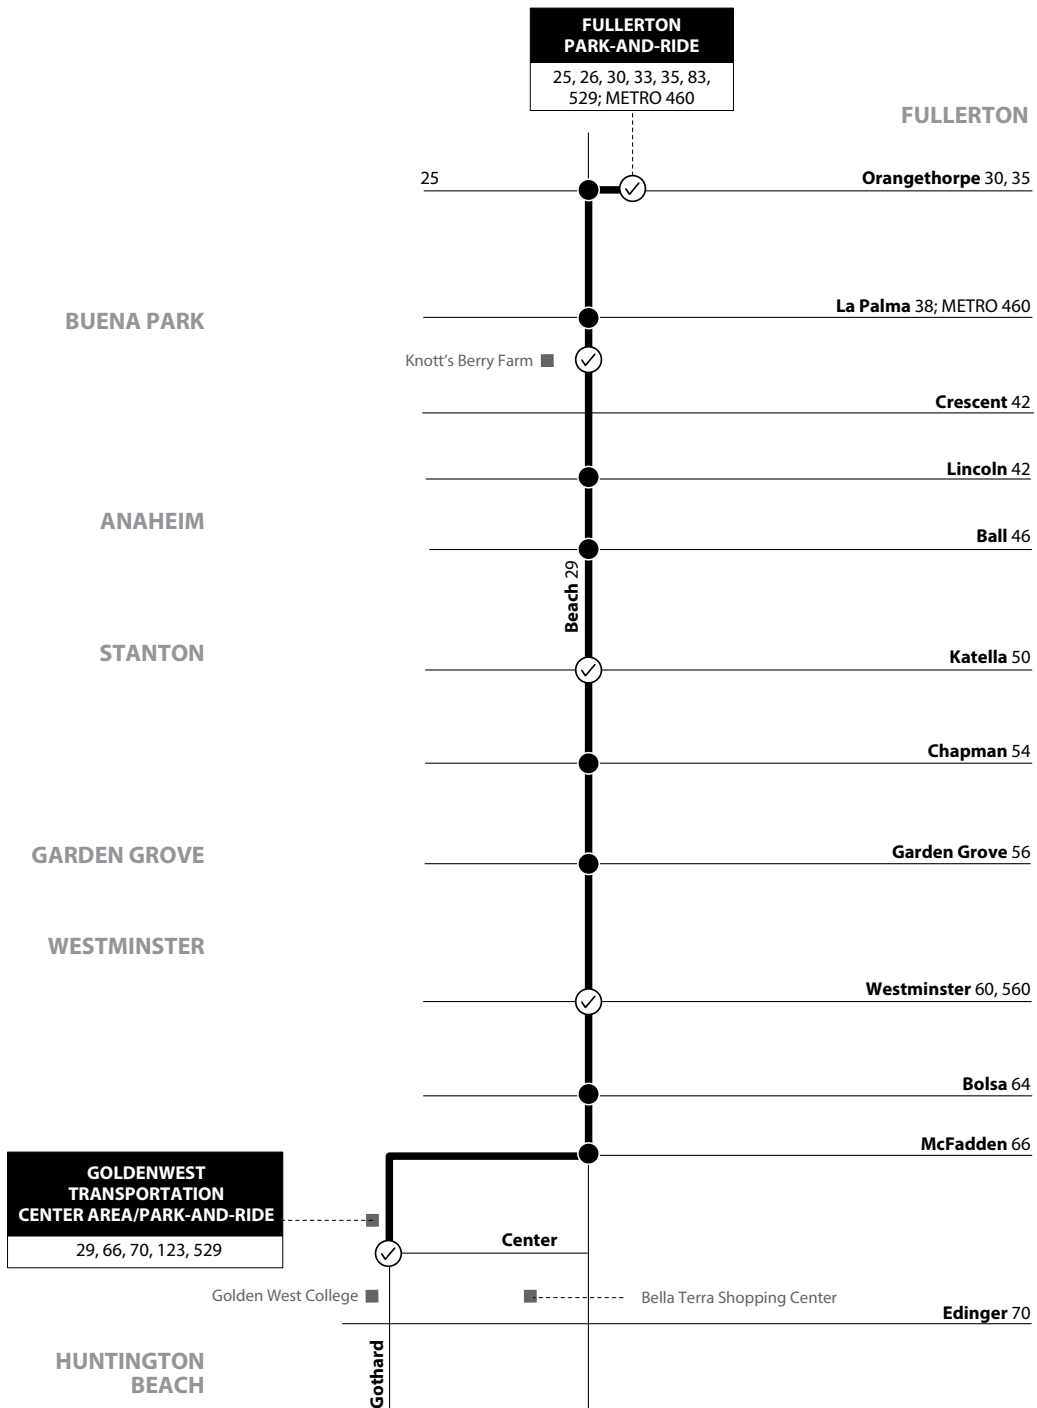 FULLERTON
PARK-AND-RIDE
25, 26, 30, 33, 35, 83,
529; METRO 460
FULLERTON
25
Orangethorpe 30, 35
La Palma 38; METRO 460
BUENA PARK
Knott's Berry Farm
Crescent 42
Lincoln 42
ANAHEIM
Ball 46
Beach 29
STANTON
Katella 50
Chapman 54
GARDEN GROVE
Garden Grove 56
WESTMINSTER
Westminster 60, 560
Bolsa 64
McFadden 66
GOLDENWEST
TRANSPORTATION
CENTER AREA/PARK-AND-RIDE
29, 66, 70, 123, 529
Center
Golden West College
Bella Terra Shopping Center
Edinger 70
Gothard
HUNTINGTON
BEACH